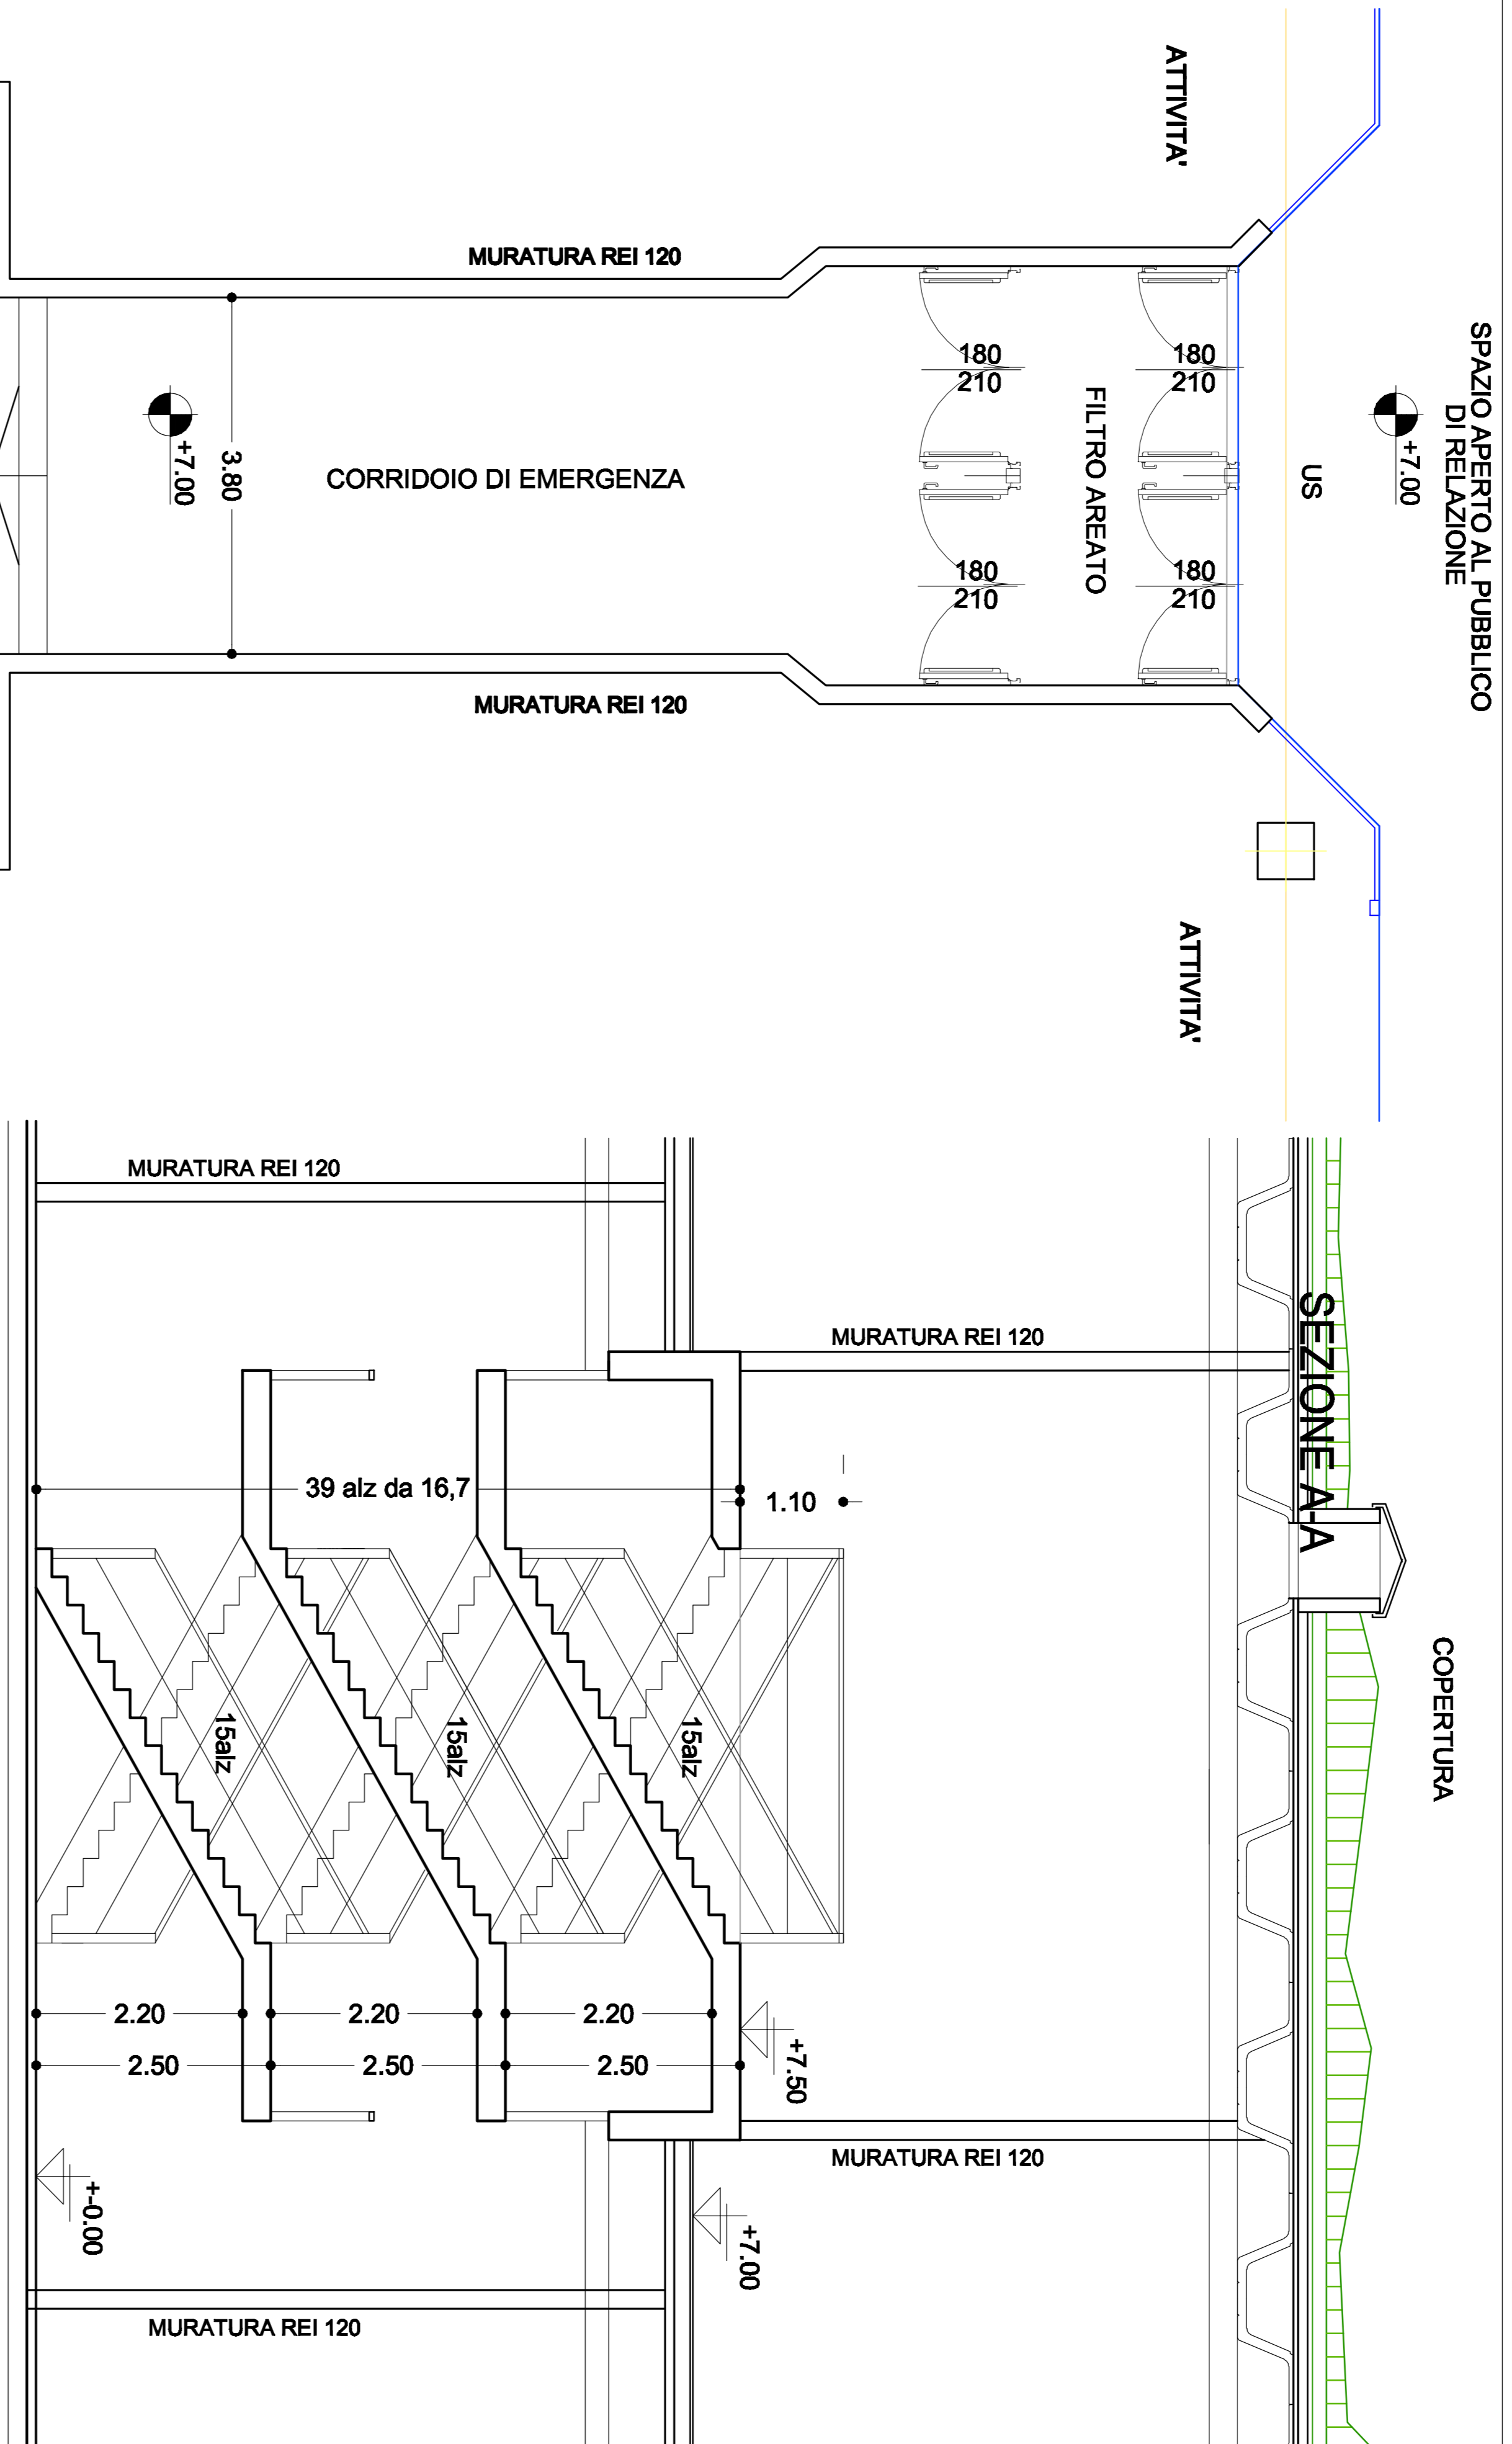 SPAZIO APERTO AL PUBBLICO
DI RELAZIONE
+7.00
US
ATTIVITA'
ATTIVITA'
FILTRO AREATO
180
210
180
210
180
210
180
210
MURATURA REI 120
MURATURA REI 120
CORRIDOIO DI EMERGENZA
3.80
+7.00
COPERTURA
SEZIONE A-A
MURATURA REI 120
MURATURA REI 120
MURATURA REI 120
MURATURA REI 120
39 alz da 16,7
1.10
15alz
15alz
15alz
2.20
2.20
2.20
2.50
2.50
2.50
+7.50
+7.00
+-0.00